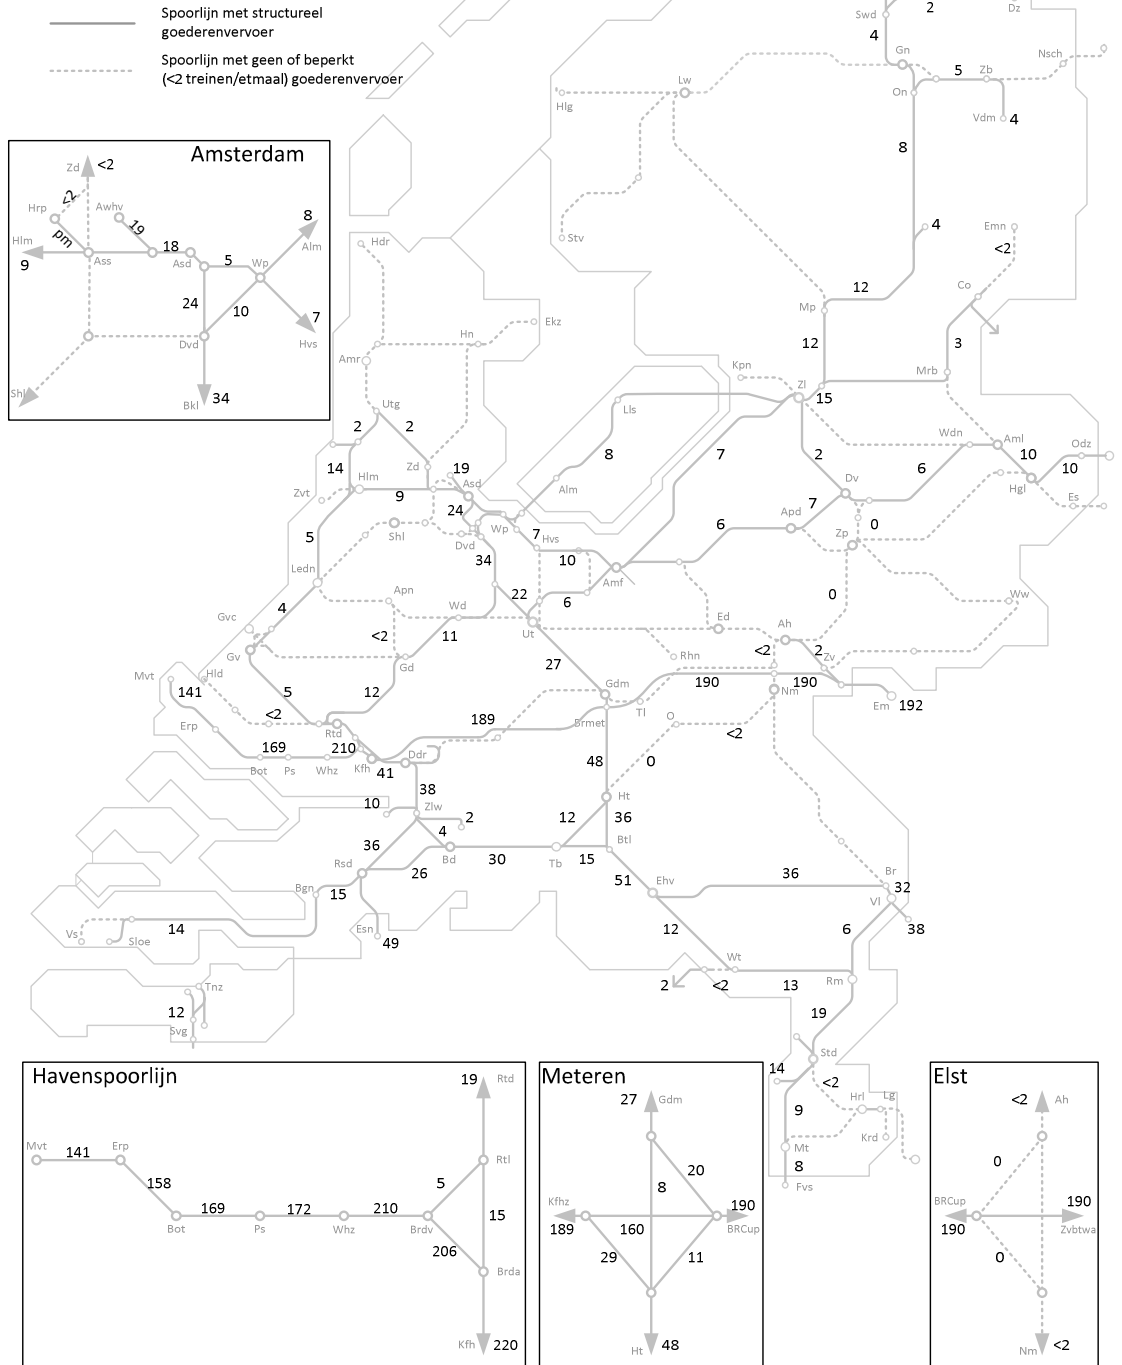 Spoorlijn met structureel
goederenvervoer
Spoorlijn met geen of beperkt
(<2 treinen/etmaal) goederenvervoer
Swd
2
Dz
4
Gn
Nsch
5
Zb
On
Vdm
4
Lw
Hlg
8
Stv
4
Emn
<2
Co
12
Mp
12
3
Mrb
Amsterdam
Zd
<2
Hrp
<2
Awhv
pm
19
18
8
Alm
Hlm
9
Ass
Asd
5
Wp
24
10
7
Hvs
Dvd
Shl
Bkl
34
Hdr
Ekz
Hn
Amr
Kpn
Zl
15
Utg
2
2
Lls
7
2
Wdn
Aml
Odz
14
Hlm
Zd
19
Asd
8
Alm
6
10
10
Hgl
Zvt
9
24
Dv
7
Es
5
Shl
Dvd
Wp
7
Hvs
6
Apd
Zp
0
Ledn
34
10
Amf
Apn
22
6
0
Ww
Gvc
4
Wd
Ut
Ed
Ah
<2
11
Gv
Gd
27
Rhn
<2
2
Zv
Mvt
141
Hld
5
12
Gdm
190
190
Nm
Em
192
Tl
Erp
<2
Rtd
189
Brmet
O
<2
169
210
Bot
Ps
Whz
Kfh
41
Ddr
48
0
38
10
Zlw
2
Ht
12
36
36
4
Rsd
26
Bd
30
Tb
15
Btl
Bgn
15
51
Ehv
36
Br
32
Vl
Vs
Sloe
14
Esn
49
12
6
38
Wt
2
<2
13
Rm
Tnz
12
Svg
19
Std
14
<2
9
Hrl
Lg
Krd
Mt
8
Fvs
Havenspoorlijn
19
Rtd
Mvt
141
Erp
158
Rtl
5
169
172
210
15
Bot
Ps
Whz
Brdv
206
Brda
Kfh
220
Meteren
27
Gdm
20
8
Kfhz
190
189
160
BRCup
29
11
Ht
48
Elst
<2
Ah
0
BRCup
190
190
Zvbtwa
0
Nm
<2